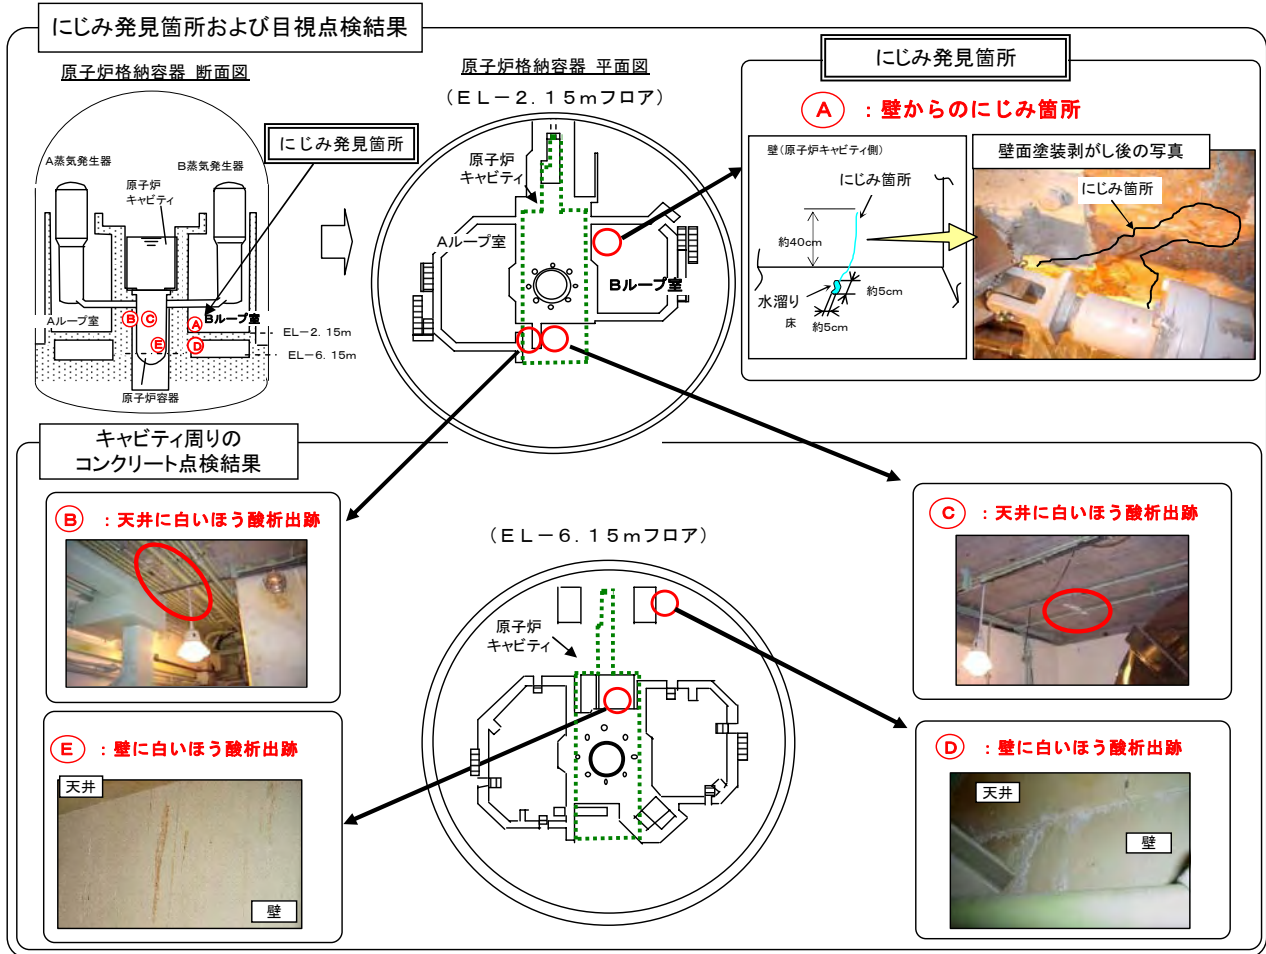 にじみ発見箇所および目視点検結果
原子炉格納容器 断面図
A蒸気発生器
B蒸気発生器
原子炉
キャビティ
にじみ発見箇所
Aループ室
Bループ室
B
C
A
E
D
EL-2.15m
EL-6.15m
原子炉容器
原子炉格納容器 平面図
(EL-2.15mフロア)
原子炉
キャビティ
Aループ室
Bループ室
にじみ発見箇所
A :壁からのにじみ箇所
壁(原子炉キャビティ側)
にじみ箇所
約40cm
水溜り
約5cm
床
約5cm
壁面塗装剥がし後の写真
にじみ箇所
キャビティ周りの
コンクリート点検結果
B :天井に白いほう酸析出跡
C :天井に白いほう酸析出跡
(EL-6.15mフロア)
原子炉
キャビティ
E :壁に白いほう酸析出跡
天井
壁
D :壁に白いほう酸析出跡
天井
壁